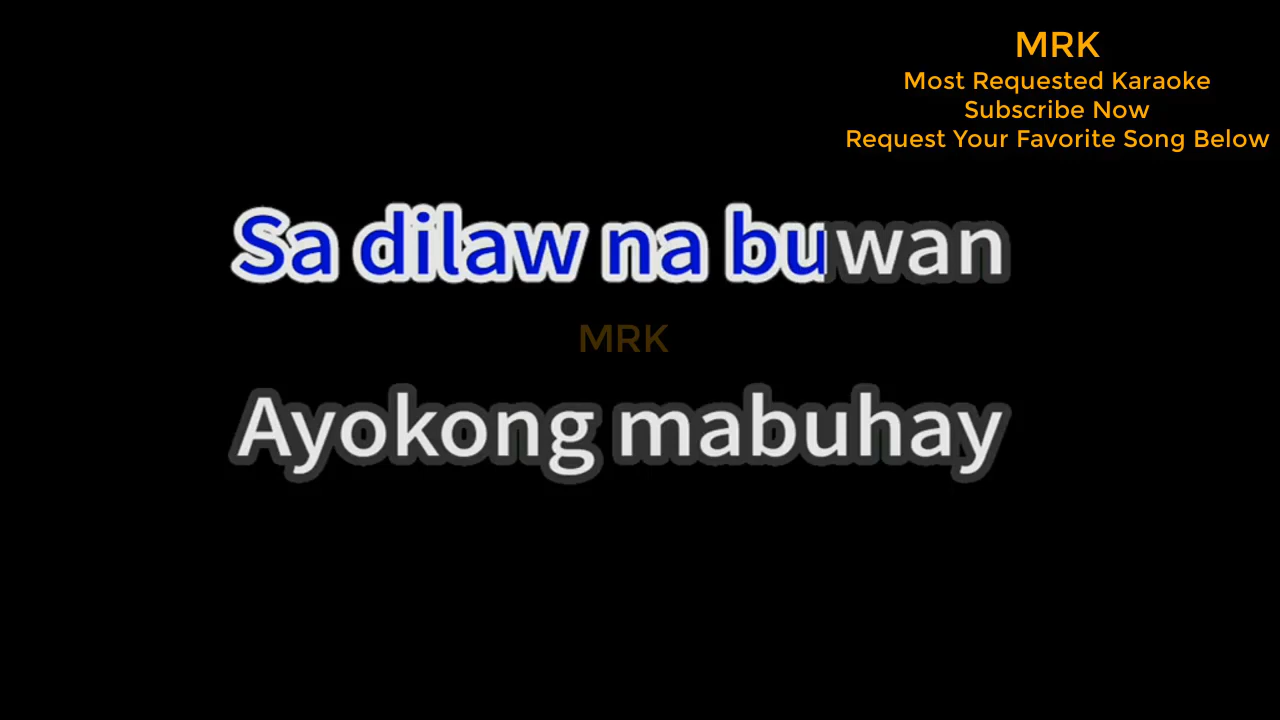 MRK
Most Requested Karaoke
Subscribe Now
Request Your Favorite Song Below
Sa dilaw na buwan
MRK
Ayokong mabuhay